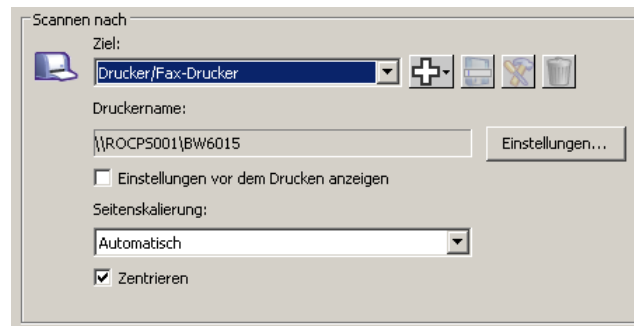 Scannen nach
Ziel:
Drucker/Fax-Drucker
Druckername:
\\ROCPS001\BW6015
Einstellungen...
Einstellungen vor dem Drucken anzeigen
Seitenskalierung:
Automatisch
Zentrieren